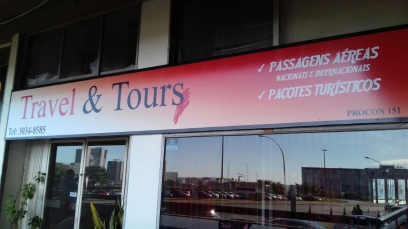 Travel & Tours
Tel: 3034-8585
✓ PASSAGENS AÉREAS
NACIONAIS E INTERNACIONAIS
✓ PACOTES TURÍSTICOS
PROCON 151